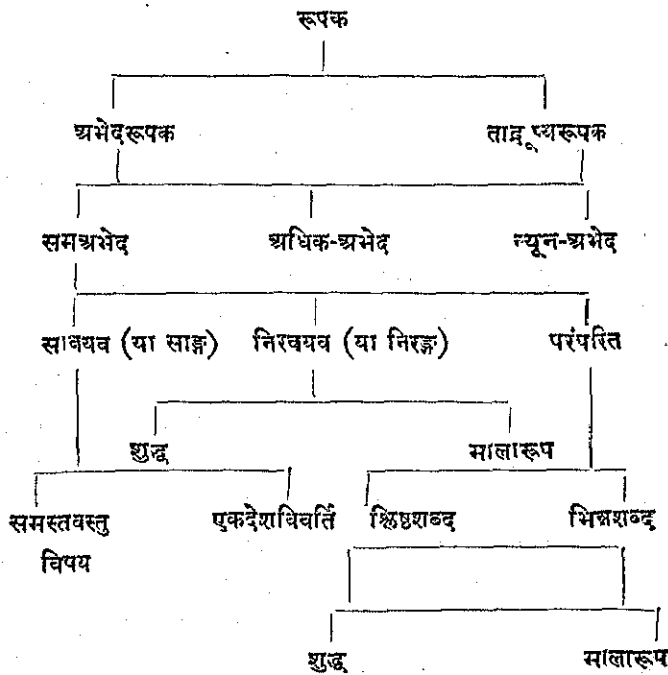 रूपक
अभेदरूपक ताद्रूप्यरूपक
समअभेद अधिक-अभेद न्यून-अभेद
सावयव (या साङ्ग) निरवयव (या निरङ्ग) परंपरित
शुद्ध मालारूप
समस्तवस्तु एकदेशविवर्ति श्लिष्टशब्द भिन्नशब्द
विषय
शुद्ध मालारूप